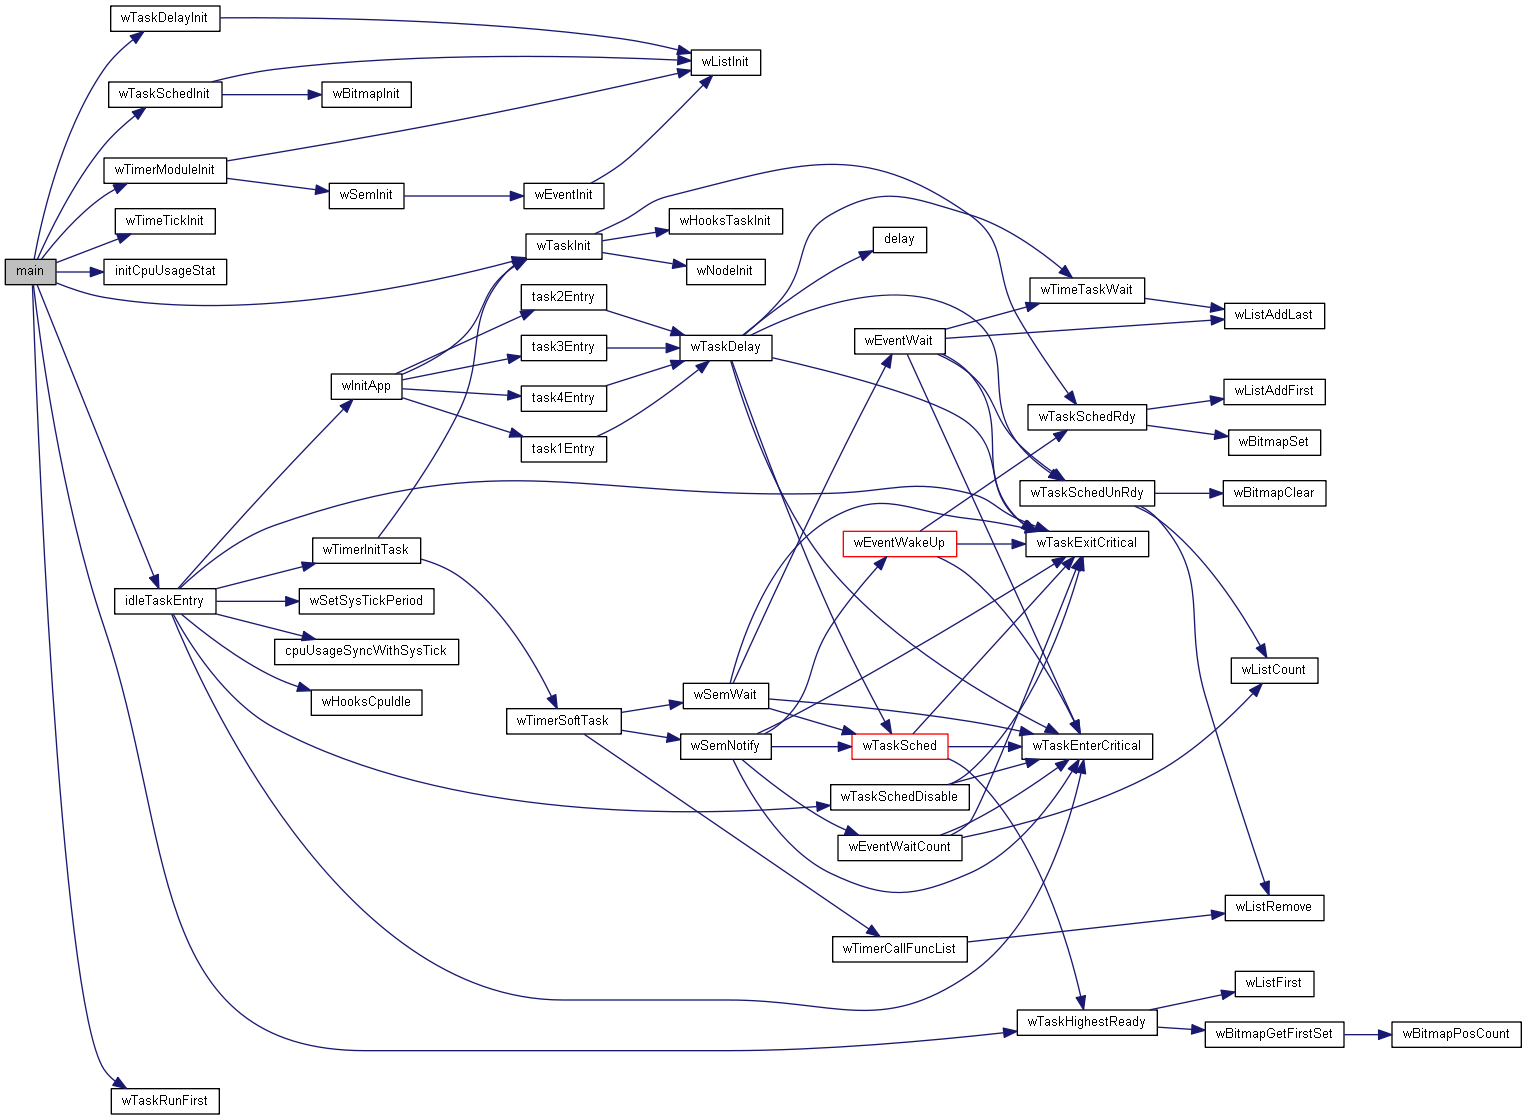 wTaskDelayInit
wListInit
wTaskSchedInit
wBitmapInit
wTimerModuleInit
wSemInit
wEventInit
wTimeTickInit
wHooksTaskInit
delay
wTaskInit
main
initCpuUsageStat
wNodeInit
wTimeTaskWait
task2Entry
wListAddLast
task3Entry
wTaskDelay
wEventWait
wInitApp
wListAddFirst
task4Entry
wTaskSchedRdy
task1Entry
wBitmapSet
wTaskSchedUnRdy
wBitmapClear
wTimerInitTask
wEventWakeUp
wTaskExitCritical
idleTaskEntry
wSetSysTickPeriod
cpuUsageSyncWithSysTick
wListCount
wHooksCpuIdle
wSemWait
wTimerSoftTask
wSemNotify
wTaskSched
wTaskEnterCritical
wTaskSchedDisable
wEventWaitCount
wListRemove
wTimerCallFuncList
wListFirst
wTaskHighestReady
wBitmapGetFirstSet
wBitmapPosCount
wTaskRunFirst